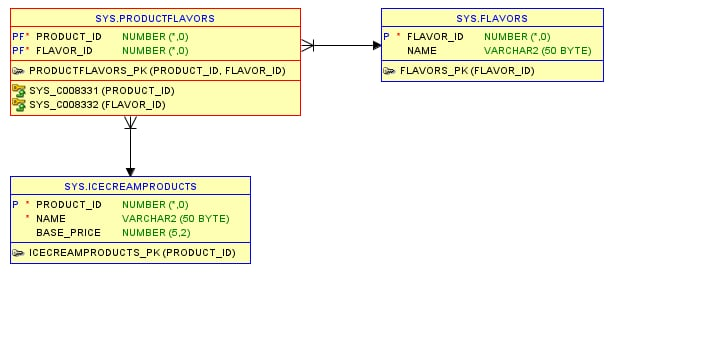 SYS.PRODUCTFLAVORS
PF* PRODUCT_ID NUMBER (*,0)
PF* FLAVOR_ID NUMBER (*,0)
PRODUCTFLAVORS_PK (PRODUCT_ID, FLAVOR_ID)
SYS_C008331 (PRODUCT_ID)
SYS_C008332 (FLAVOR_ID)
SYS.FLAVORS
P * FLAVOR_ID NUMBER (*,0)
NAME VARCHAR2 (50 BYTE)
FLAVORS_PK (FLAVOR_ID)
SYS.ICECREAMPRODUCTS
P * PRODUCT_ID NUMBER (*,0)
* NAME VARCHAR2 (50 BYTE)
BASE_PRICE NUMBER (5,2)
ICECREAMPRODUCTS_PK (PRODUCT_ID)